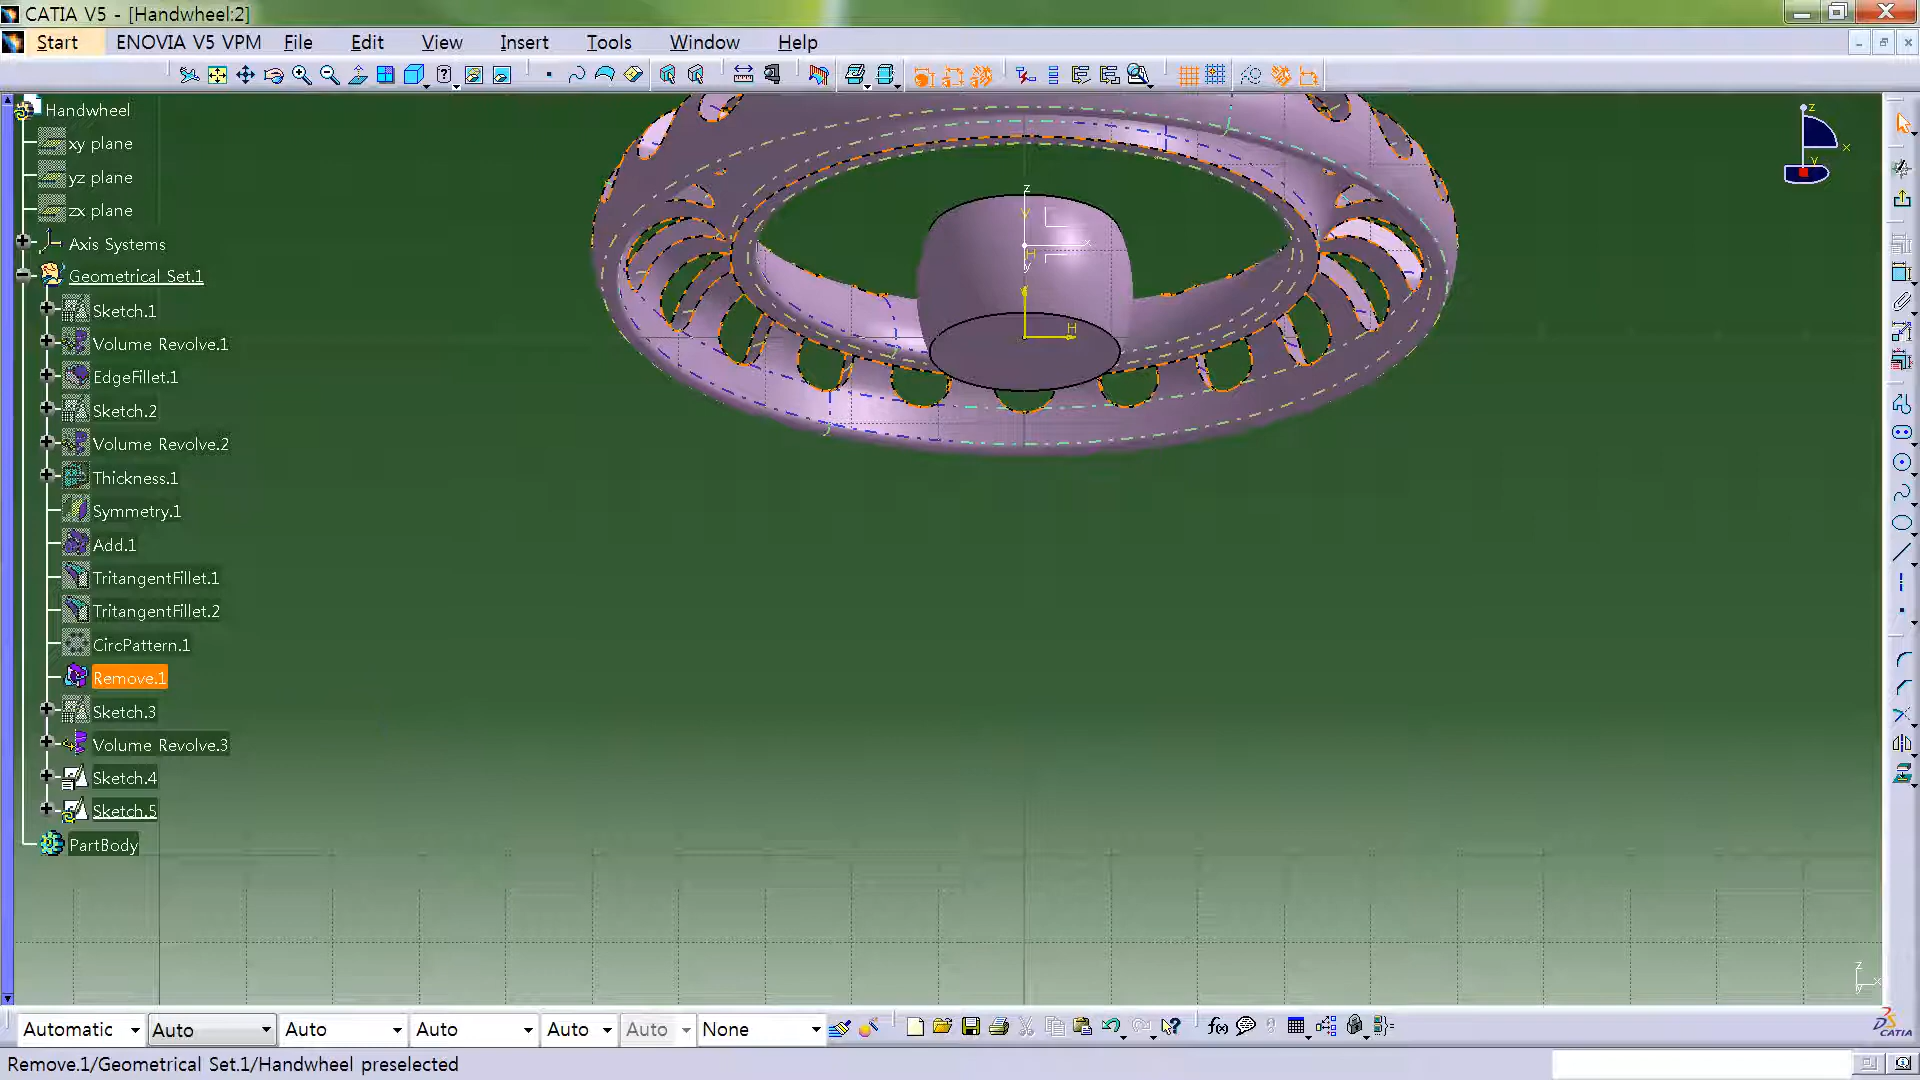 CATIA V5 - [Handwheel:2]
Start ENOVIA V5 VPM File Edit View Insert Tools Window Help
Handwheel
xy plane
yz plane
zx plane
Axis Systems
Geometrical Set.1
Sketch.1
Volume Revolve.1
EdgeFillet.1
Sketch.2
Volume Revolve.2
Thickness.1
Symmetry.1
Add.1
TritangentFillet.1
TritangentFillet.2
CircPattern.1
Remove.1
Sketch.3
Volume Revolve.3
Sketch.4
Sketch.5
PartBody
z
x
y
z
V
H
y
x
V
H
z
x
y
Automatic Auto Auto Auto Auto Auto None
f(x)
CATIA
Remove.1/Geometrical Set.1/Handwheel preselected